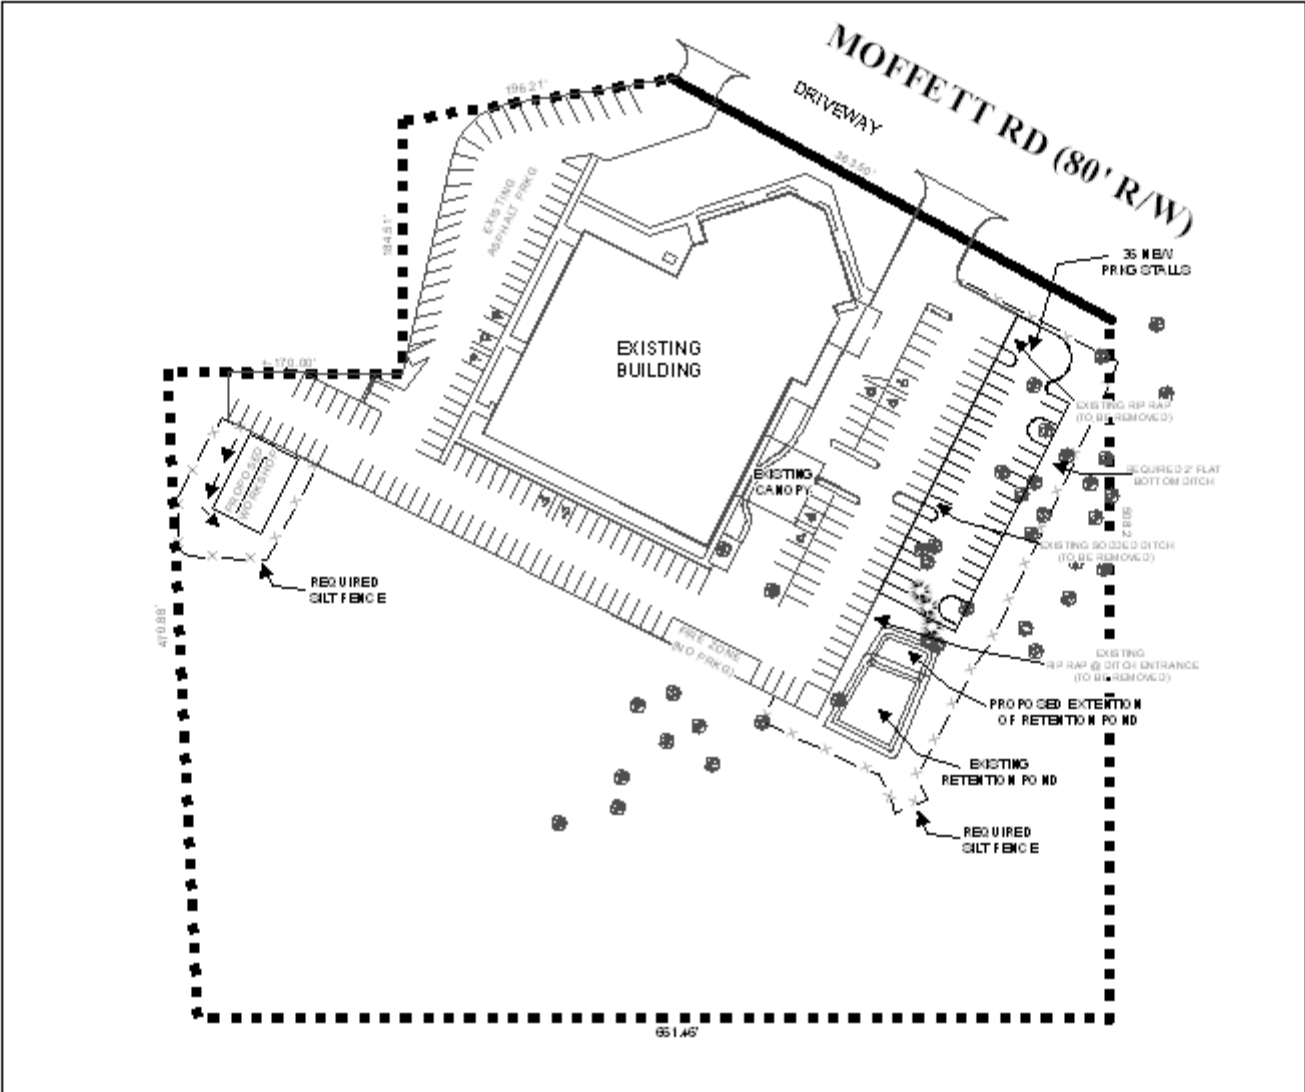 MOFFETT RD (80' R/W)
DRIVEWAY
196.21'
363.50'
184.51'
EXISTING
ASPHALT PRKG
36 NEW
PRKG STALLS
170.00'
EXISTING
BUILDING
EXISTING RIP RAP
(TO BE REMOVED)
PROPOSED
WORKSHOP
EXISTING
CANOPY
REQUIRED 2' FLAT
BOTTOM DITCH
EXISTING SODDED DITCH
(TO BE REMOVED)
REQUIRED
SILT FENCE
470.88'
FIRE ZONE
(NO PRKG)
EXISTING
RIP RAP @ DITCH ENTRANCE
(TO BE REMOVED)
PROPOSED EXTENTION
OF RETENTION POND
EXISTING
RETENTION POND
REQUIRED
SILT FENCE
651.46'